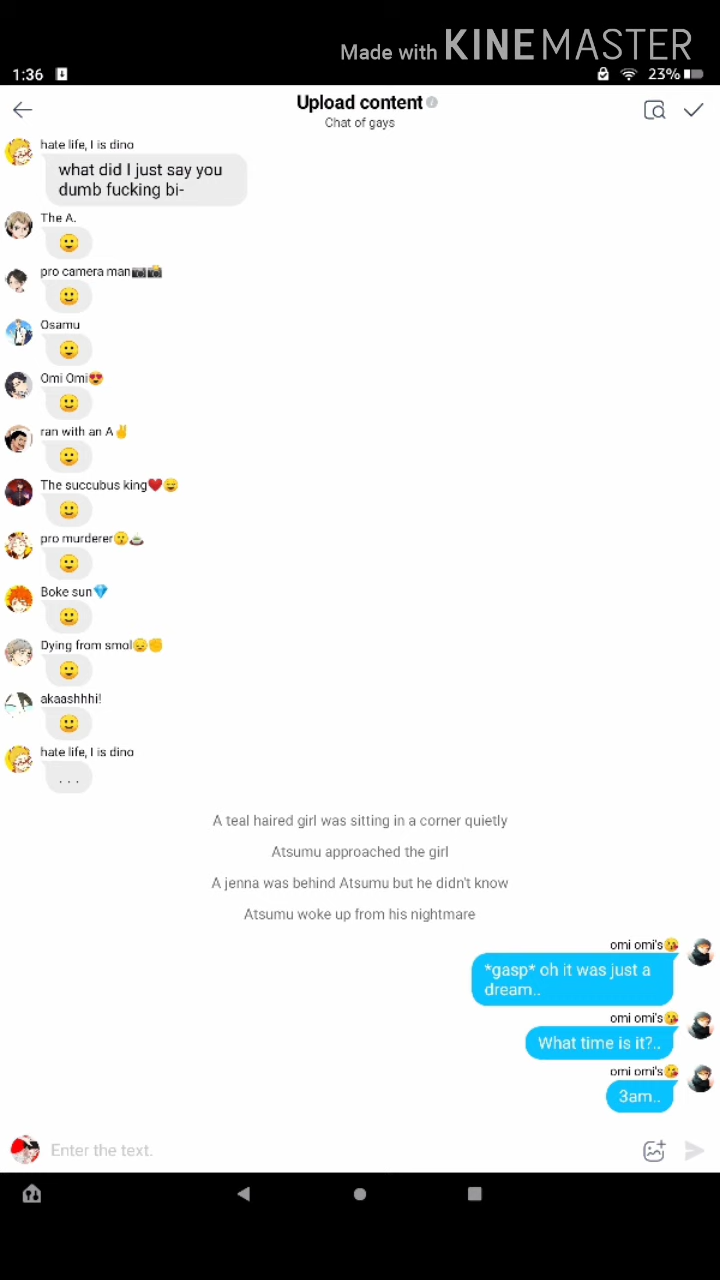 Made with KINEMASTER
1:36
23%
Upload content
Chat of gays
hate life, I is dino
what did I just say you
dumb fucking bi-
The A.
🙂
pro camera man📷📸
🙂
Osamu
🙂
Omi Omi😍
🙂
ran with an A✌
🙂
The succubus king❤😅
🙂
pro murderer😗🍵
🙂
Boke sun💎
🙂
Dying from smol😞✊
🙂
akaashhhi!
🙂
hate life, I is dino
. . .
A teal haired girl was sitting in a corner quietly
Atsumu approached the girl
A jenna was behind Atsumu but he didn't know
Atsumu woke up from his nightmare
omi omi's😘
*gasp* oh it was just a
dream..
omi omi's😘
What time is it?..
omi omi's😘
3am..
Enter the text.